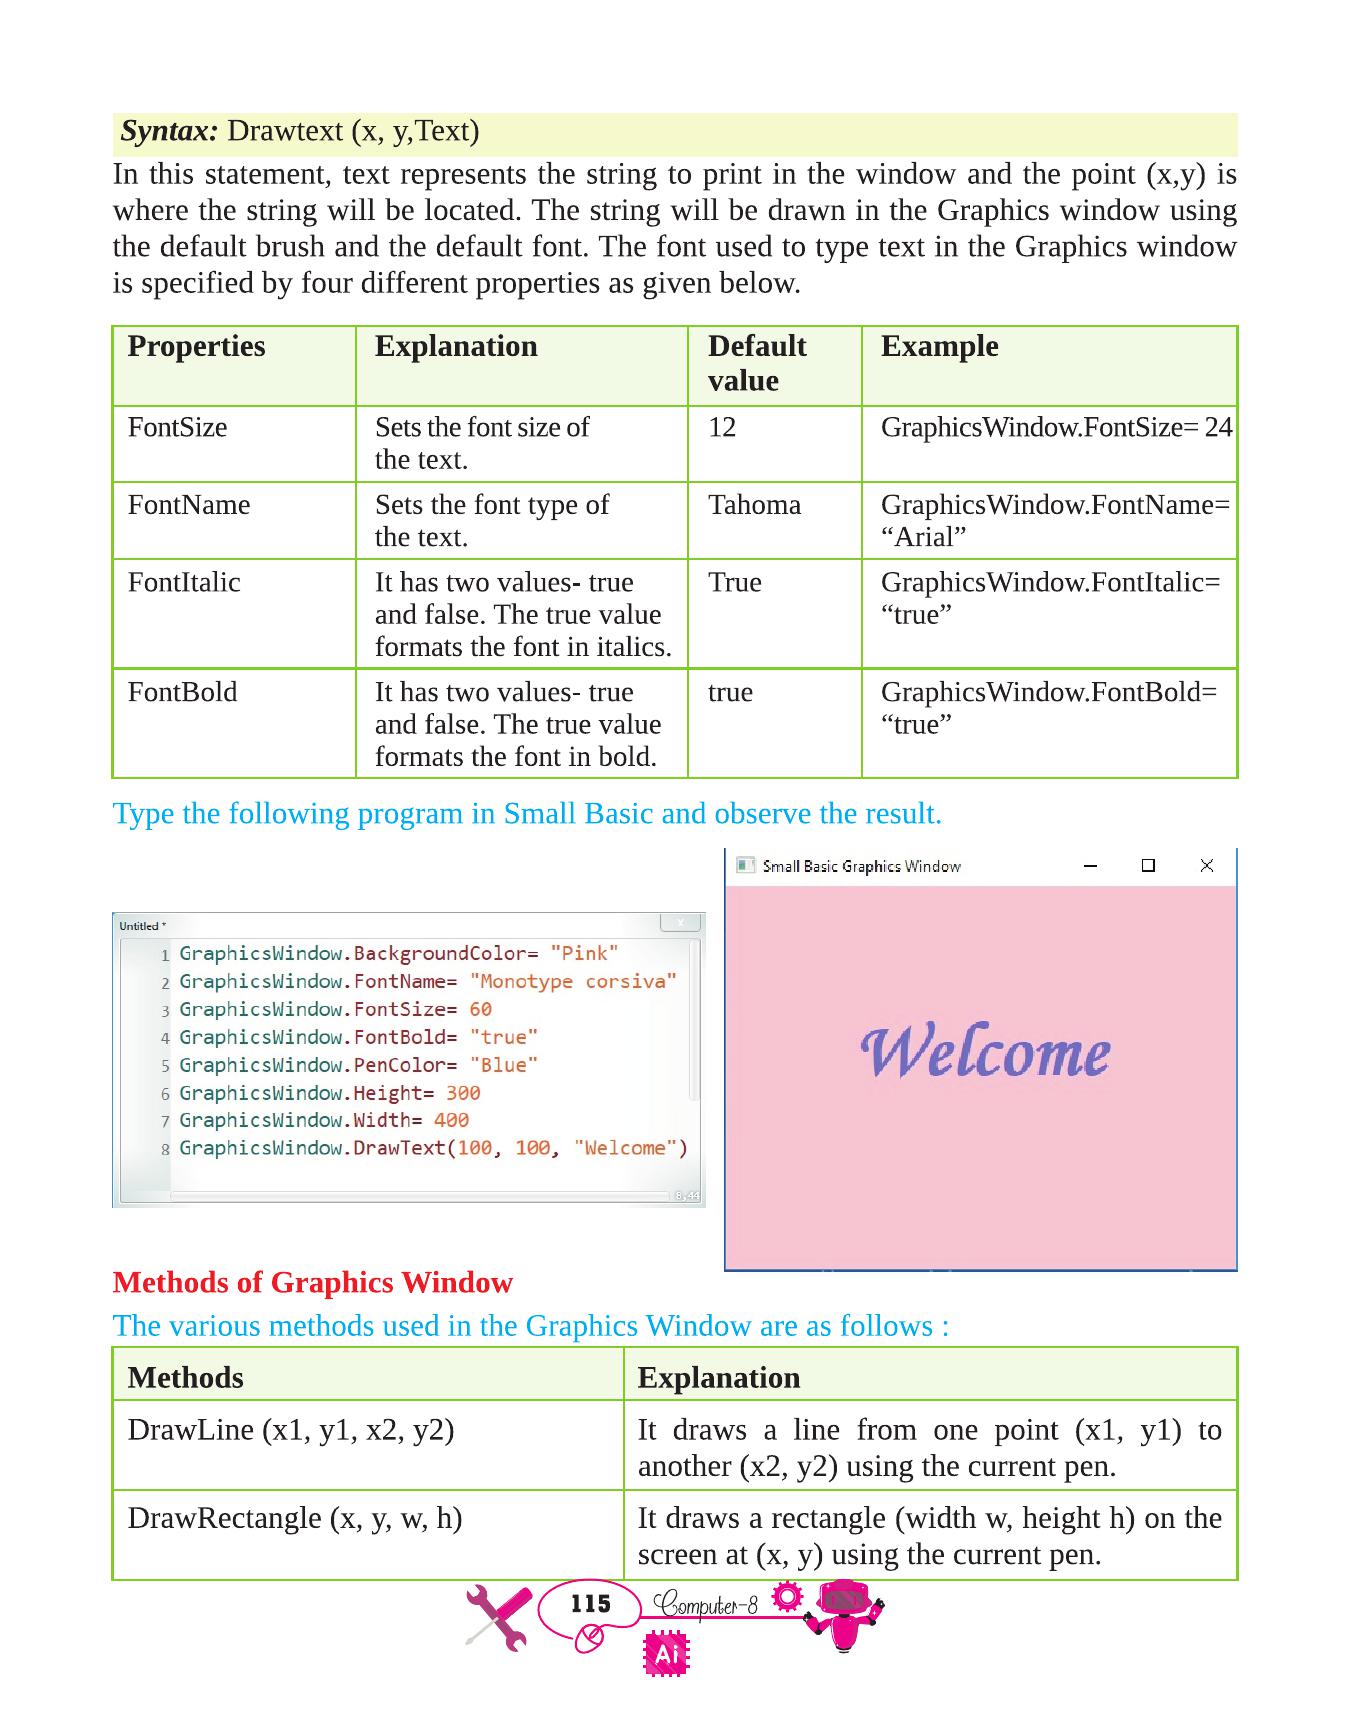 Syntax: Drawtext (x, y,Text)
In this statement, text represents the string to print in the window and the point (x,y) is
where the string will be located. The string will be drawn in the Graphics window using
the default brush and the default font. The font used to type text in the Graphics window
is specified by four different properties as given below.
Properties Explanation Default value Example
FontSize Sets the font size of the text. 12 GraphicsWindow.FontSize= 24
FontName Sets the font type of the text. Tahoma GraphicsWindow.FontName= “Arial”
FontItalic It has two values- true and false. The true value formats the font in italics. True GraphicsWindow.FontItalic= “true”
FontBold It has two values- true and false. The true value formats the font in bold. true GraphicsWindow.FontBold= “true”
Type the following program in Small Basic and observe the result.
Untitled *
1 GraphicsWindow.BackgroundColor= "Pink"
2 GraphicsWindow.FontName= "Monotype corsiva"
3 GraphicsWindow.FontSize= 60
4 GraphicsWindow.FontBold= "true"
5 GraphicsWindow.PenColor= "Blue"
6 GraphicsWindow.Height= 300
7 GraphicsWindow.Width= 400
8 GraphicsWindow.DrawText(100, 100, "Welcome")
8,44
Small Basic Graphics Window
Welcome
Methods of Graphics Window
The various methods used in the Graphics Window are as follows :
Methods Explanation
DrawLine (x1, y1, x2, y2) It draws a line from one point (x1, y1) to
another (x2, y2) using the current pen.
DrawRectangle (x, y, w, h) It draws a rectangle (width w, height h) on the
screen at (x, y) using the current pen.
115 Computer-8
Ai